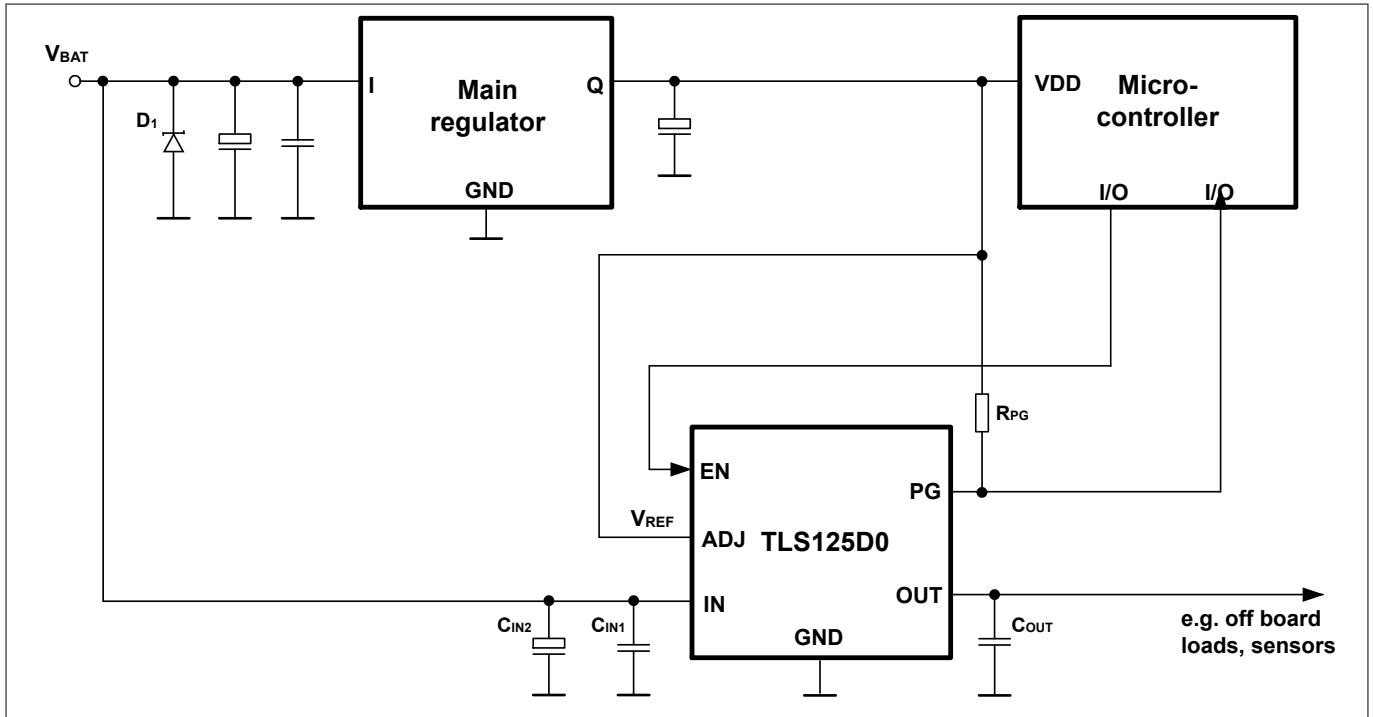 VBAT
D1
I
Main
regulator
Q
GND
VDD
Micro-
controller
I/O
I/O
RPG
EN
PG
VREF
ADJ
TLS125D0
IN
OUT
CIN2
CIN1
GND
COUT
e.g. off board
loads, sensors